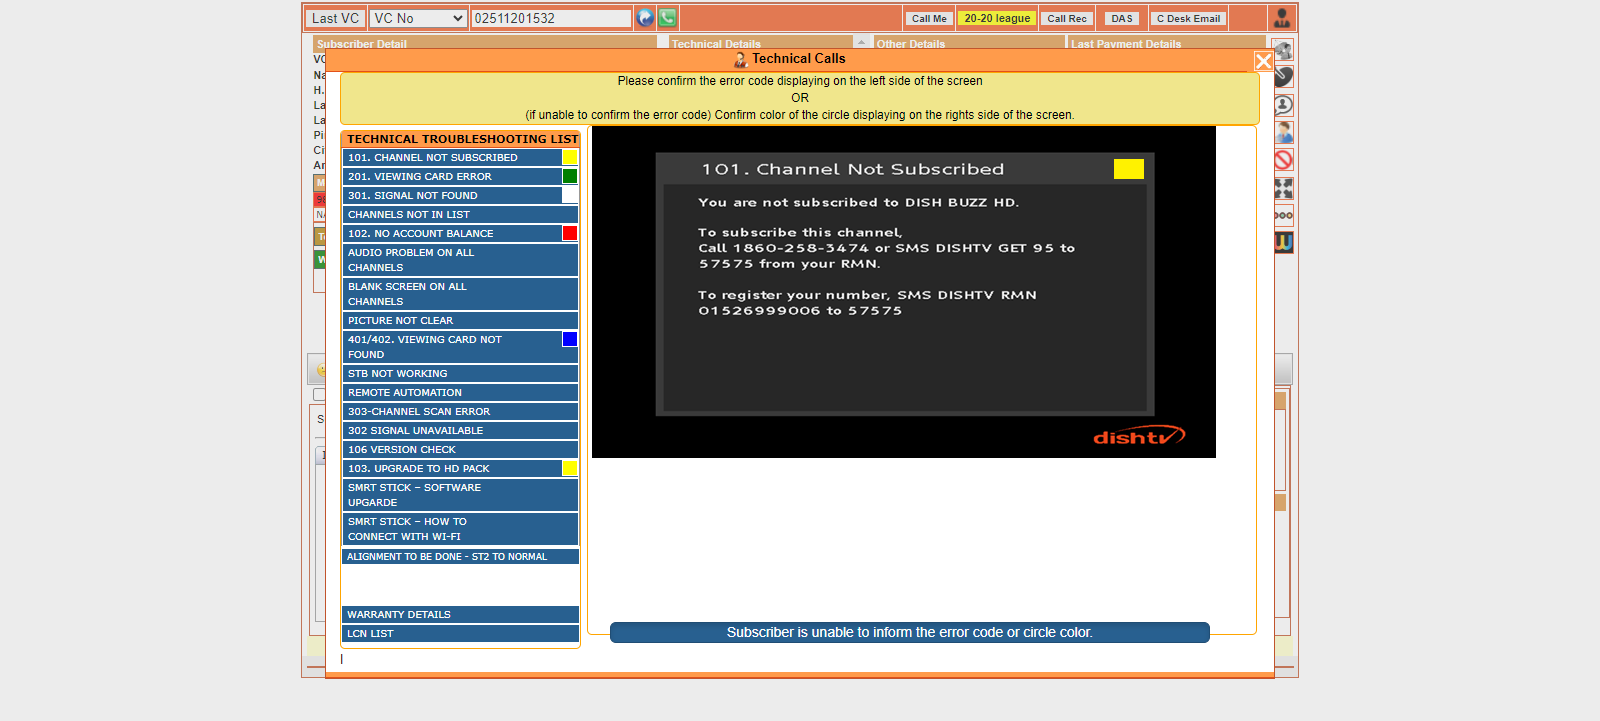 Last VC
VC No
02511201532
Call Me
20-20 league
Call Rec
DAS
C Desk Email
Subscriber Detail
Technical Details
Other Details
Last Payment Details
Technical Calls
Please confirm the error code displaying on the left side of the screen
OR
(if unable to confirm the error code) Confirm color of the circle displaying on the rights side of the screen.
TECHNICAL TROUBLESHOOTING LIST
101. CHANNEL NOT SUBSCRIBED
201. VIEWING CARD ERROR
301. SIGNAL NOT FOUND
CHANNELS NOT IN LIST
102. NO ACCOUNT BALANCE
AUDIO PROBLEM ON ALL
CHANNELS
BLANK SCREEN ON ALL
CHANNELS
PICTURE NOT CLEAR
401/402. VIEWING CARD NOT
FOUND
STB NOT WORKING
REMOTE AUTOMATION
303-CHANNEL SCAN ERROR
302 SIGNAL UNAVAILABLE
106 VERSION CHECK
103. UPGRADE TO HD PACK
SMRT STICK – SOFTWARE
UPGARDE
SMRT STICK – HOW TO
CONNECT WITH WI-FI
ALIGNMENT TO BE DONE - ST2 TO NORMAL
WARRANTY DETAILS
LCN LIST
101. Channel Not Subscribed
You are not subscribed to DISH BUZZ HD.
To subscribe this channel,
Call 1860-258-3474 or SMS DISHTV GET 95 to
57575 from your RMN.
To register your number, SMS DISHTV RMN
01526999006 to 57575
dishtv
Subscriber is unable to inform the error code or circle color.